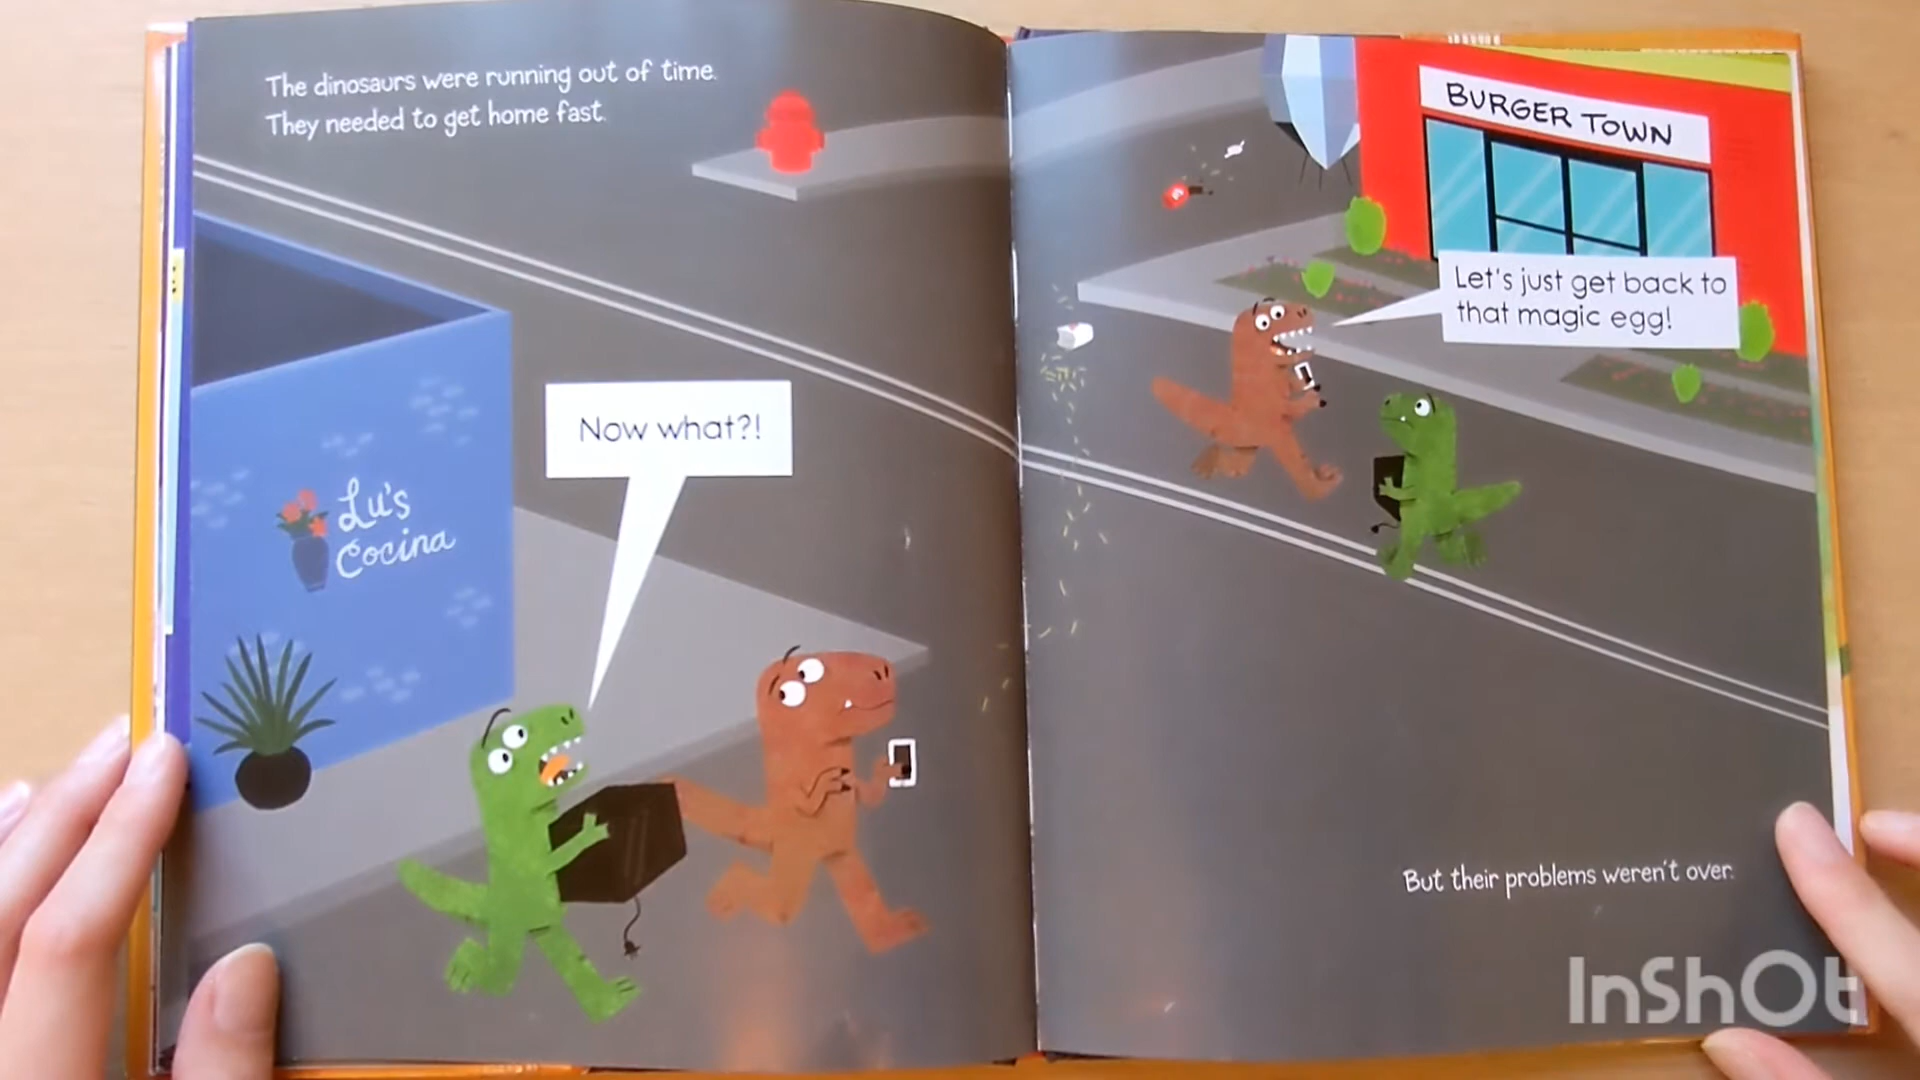 The dinosaurs were running out of time.
They needed to get home fast.
Now what?!
Lu's
Cocina
BURGER TOWN
Let's just get back to
that magic egg!
But their problems weren't over.
InShOt